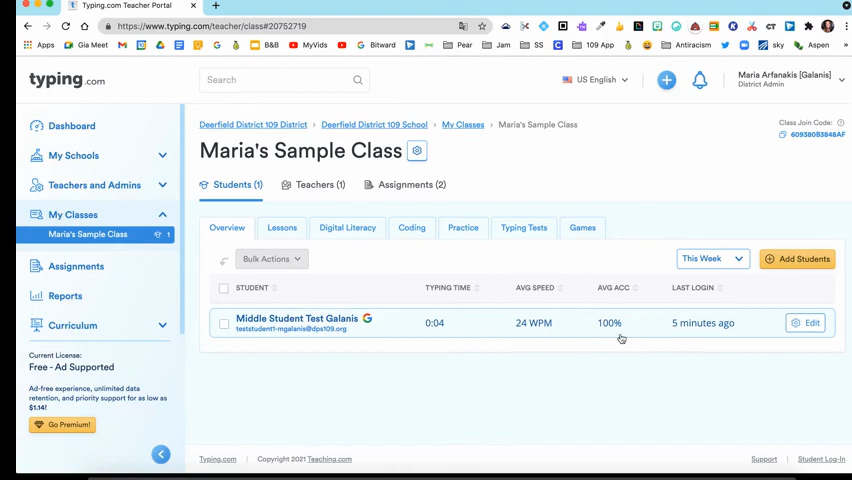 Typing.com Teacher Portal
https://www.typing.com/teacher/class#20752719
Apps Gia Meet MyVids Bitward Pear Jam SS 109 App Antiracism sky Aspen
B&B
typing.com
Search
US English
Maria Arfanakis [Galanis]
District Admin
Dashboard
My Schools
Teachers and Admins
My Classes
Maria's Sample Class 1
Assignments
Reports
Curriculum
Current License:
Free - Ad Supported
Ad-free experience, unlimited data
retention, and priority support for as low as
$1.14!
Go Premium!
Deerfield District 109 District > Deerfield District 109 School > My Classes > Maria's Sample Class
Class Join Code:
609380B3848AF
Maria's Sample Class
Students (1) Teachers (1) Assignments (2)
Overview Lessons Digital Literacy Coding Practice Typing Tests Games
Bulk Actions This Week Add Students
STUDENT TYPING TIME AVG SPEED AVG ACC LAST LOGIN
Middle Student Test Galanis 0:04 24 WPM 100% 5 minutes ago Edit
teststudent1-mgalanis@dps109.org
Typing.com Copyright 2021 Teaching.com Support Student Log-In